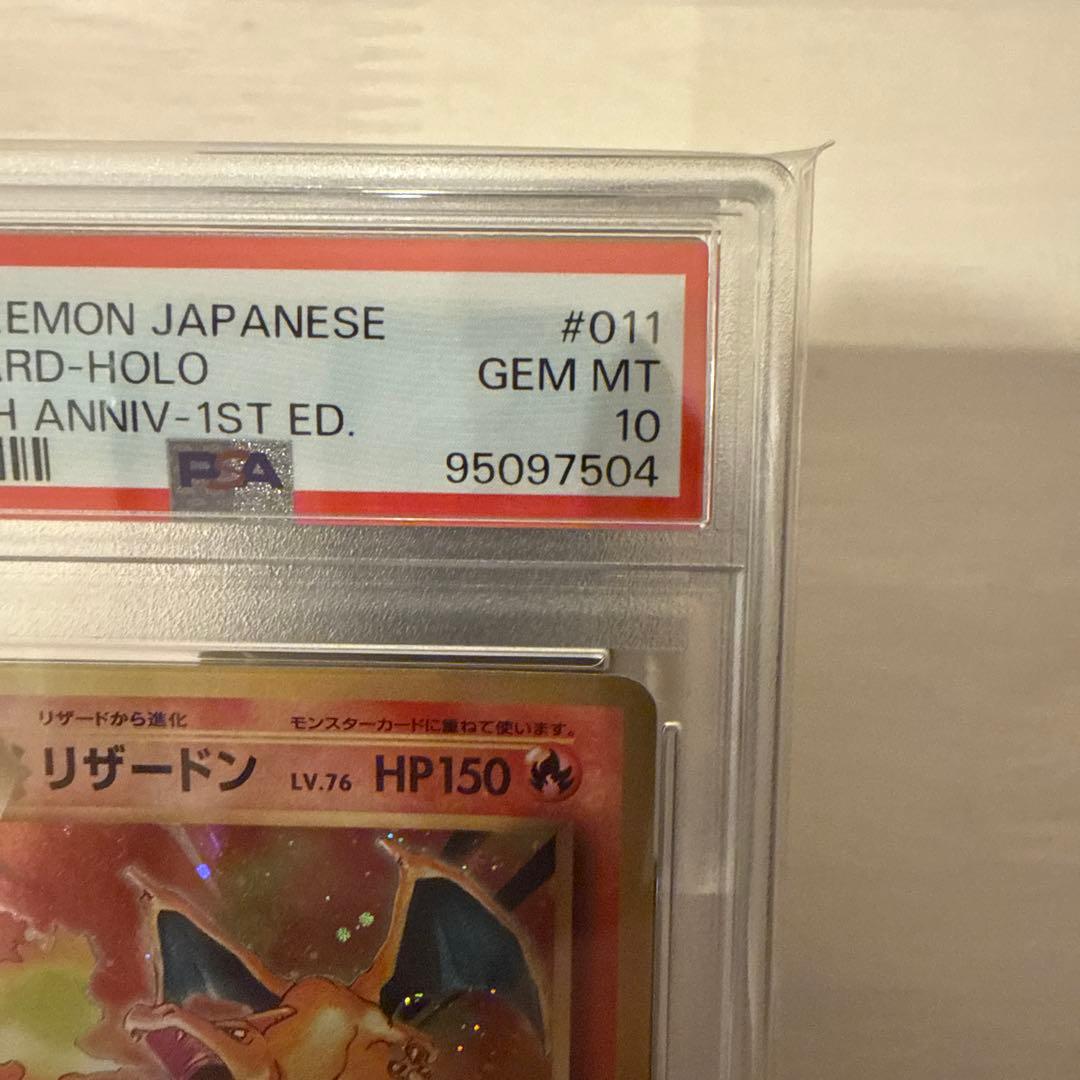 EMON JAPANESE #011
ARD-HOLO GEM MT
H ANNIV-1ST ED. 10
PSA 95097504
リザードから進化 モンスターカードに重ねて使います。
リザードン LV.76 HP150